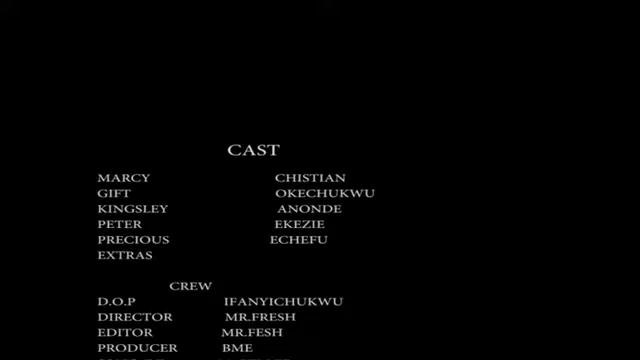 CAST
MARCY CHISTIAN
GIFT OKECHUKWU
KINGSLEY ANONDE
PETER EKEZIE
PRECIOUS ECHEFU
EXTRAS
CREW
D.O.P IFANYICHUKWU
DIRECTOR MR.FRESH
EDITOR MR.FESH
PRODUCER BME